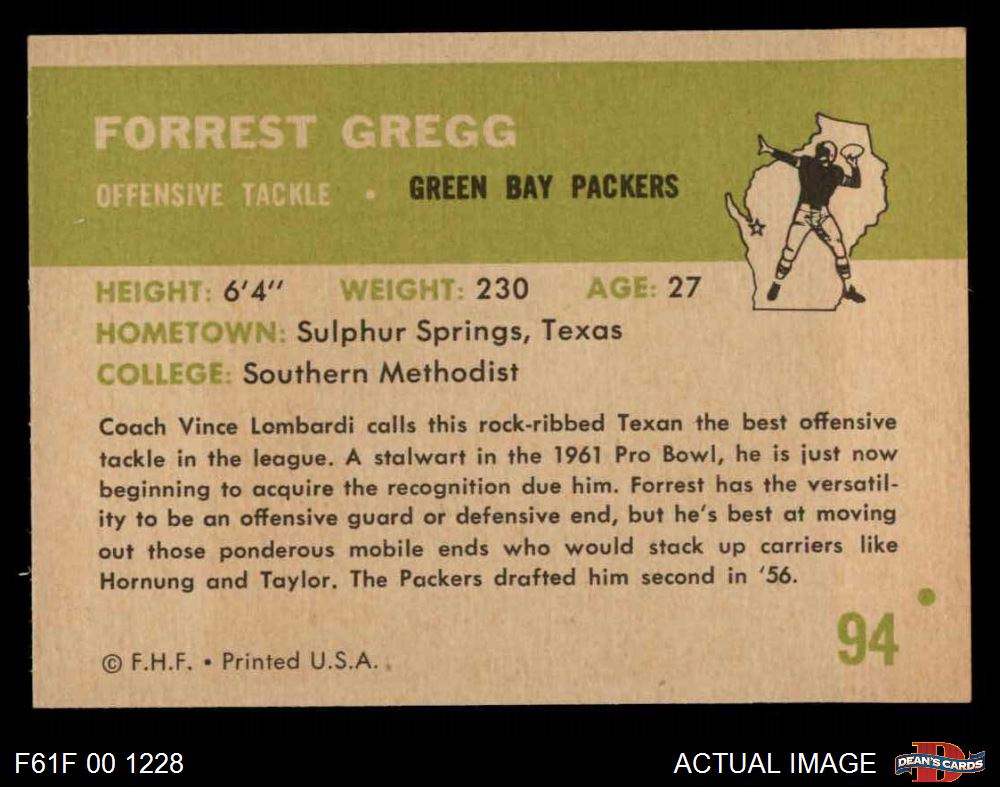 FORREST GREGG
OFFENSIVE TACKLE • GREEN BAY PACKERS
HEIGHT: 6'4" WEIGHT: 230 AGE: 27
HOMETOWN: Sulphur Springs, Texas
COLLEGE: Southern Methodist
Coach Vince Lombardi calls this rock-ribbed Texan the best offensive
tackle in the league. A stalwart in the 1961 Pro Bowl, he is just now
beginning to acquire the recognition due him. Forrest has the versatil-
ity to be an offensive guard or defensive end, but he's best at moving
out those ponderous mobile ends who would stack up carriers like
Hornung and Taylor. The Packers drafted him second in '56.
94
© F.H.F. • Printed U.S.A.
F61F 00 1228
ACTUAL IMAGE
DEAN'S CARDS